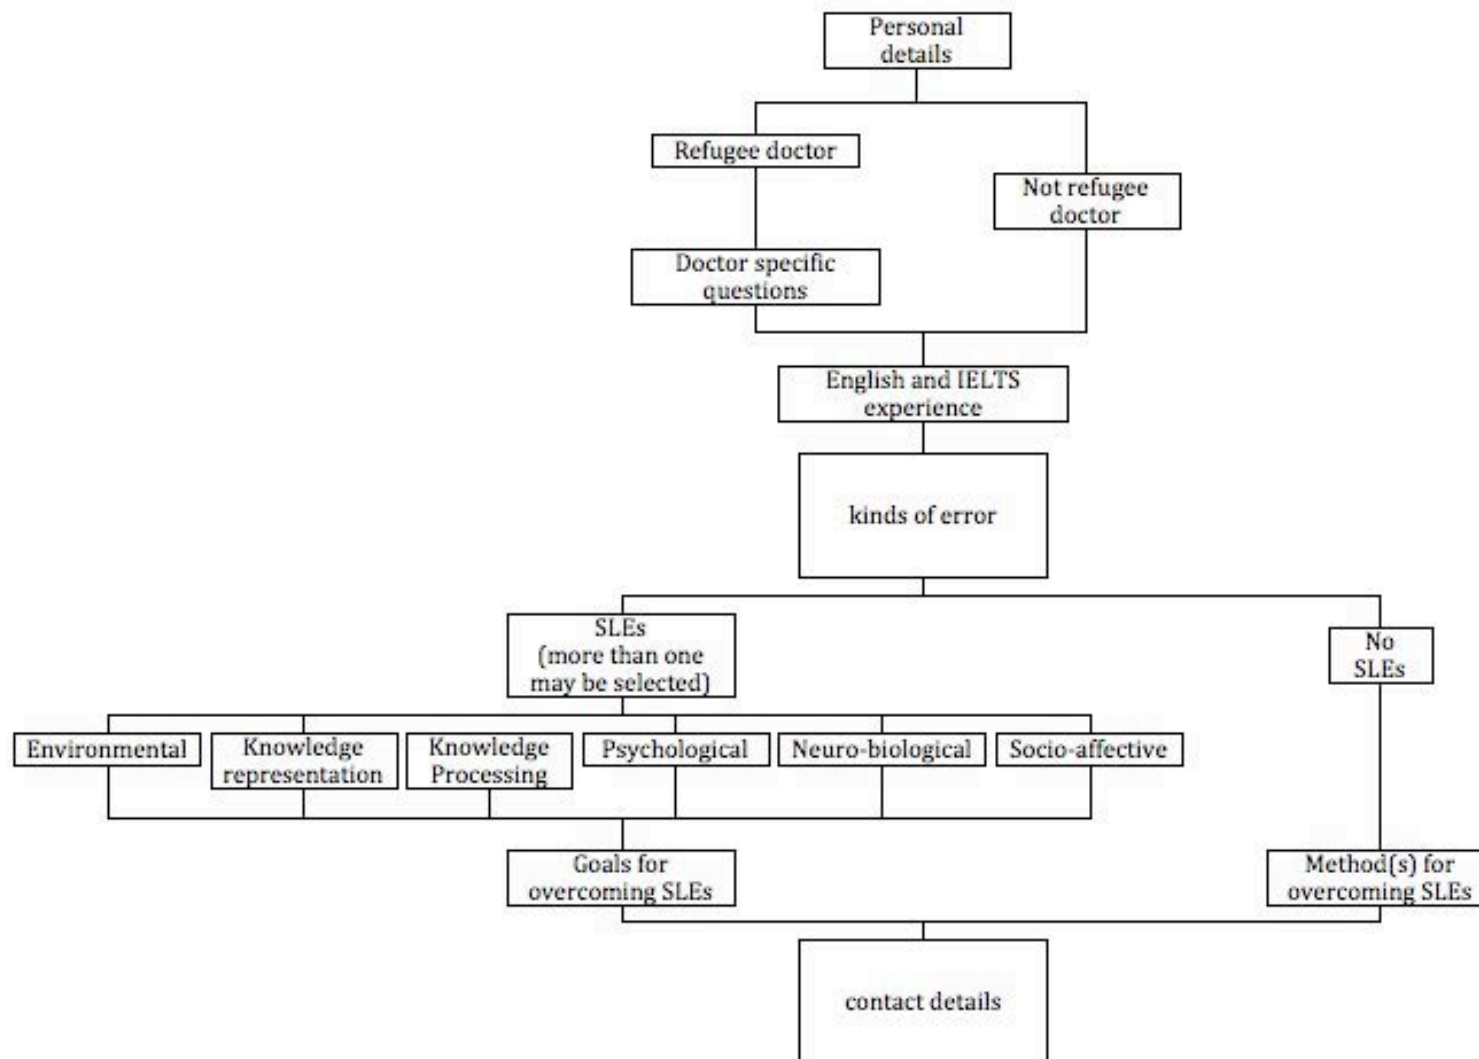 Personal
details
Refugee doctor
Not refugee
doctor
Doctor specific
questions
English and IELTS
experience
kinds of error
SLEs
(more than one
may be selected)
No
SLEs
Environmental
Knowledge
representation
Knowledge
Processing
Psychological
Neuro-biological
Socio-affective
Goals for
overcoming SLEs
Method(s) for
overcoming SLEs
contact details